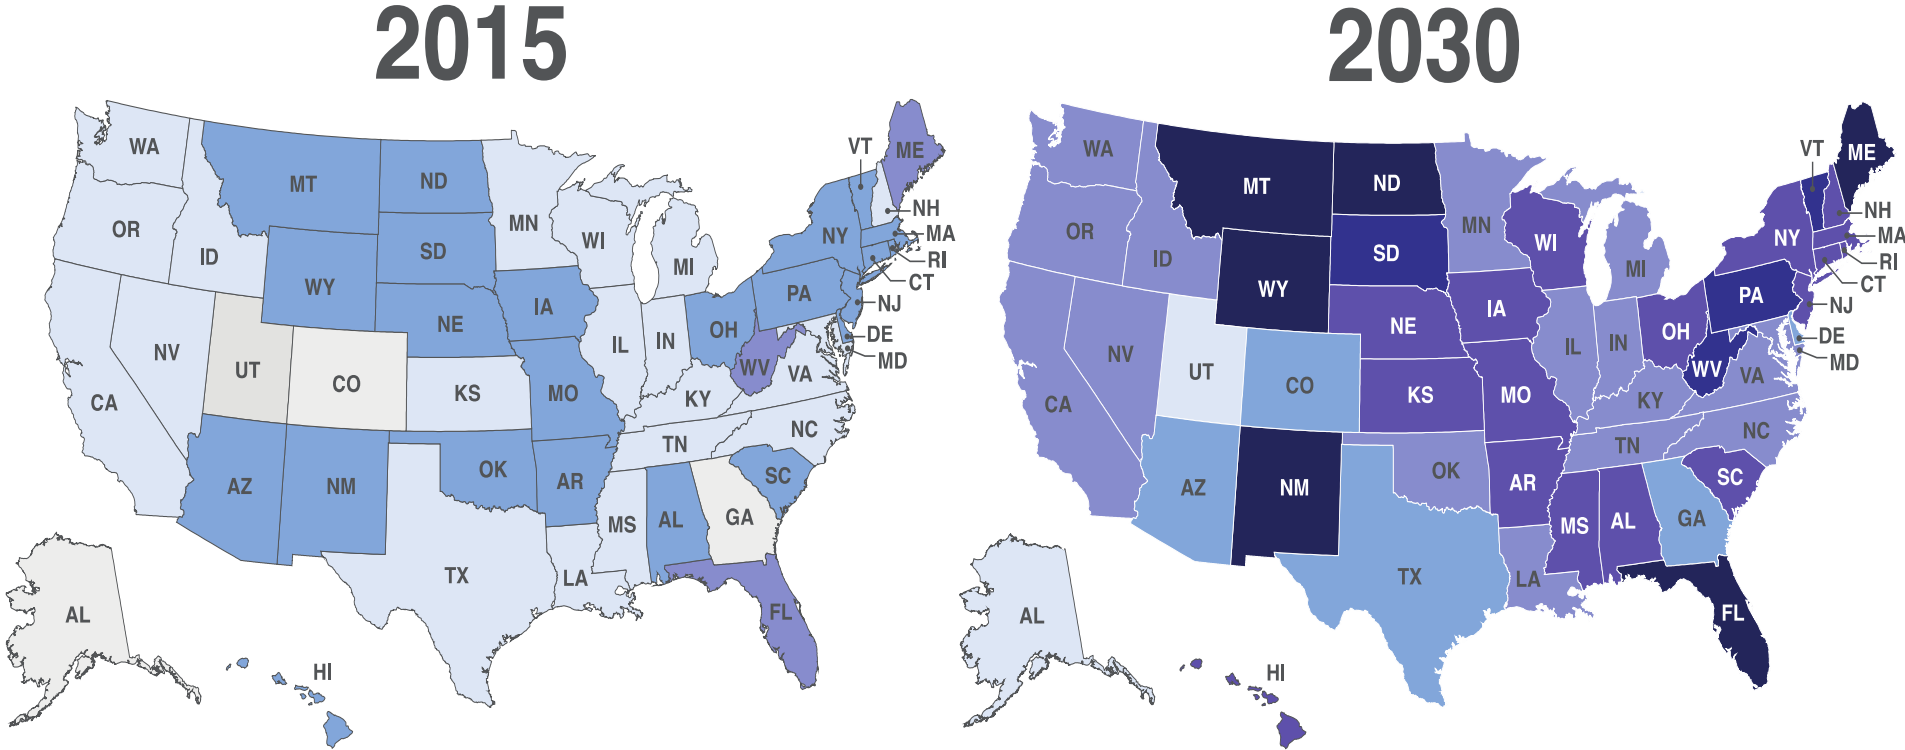 2015
WA
MT
ND
MN
VT
ME
OR
ID
SD
WI
MI
NY
NH
MA
RI
CT
WY
NE
IA
PA
NJ
NV
UT
CO
KS
IL
IN
OH
WV
VA
DE
MD
CA
MO
KY
NC
AZ
NM
OK
AR
TN
SC
MS
AL
GA
TX
LA
FL
AL
HI
2030
WA
MT
ND
MN
VT
ME
OR
ID
SD
WI
MI
NY
NH
MA
RI
CT
WY
NE
IA
PA
NJ
NV
UT
CO
KS
IL
IN
OH
WV
VA
DE
MD
CA
MO
KY
NC
AZ
NM
OK
AR
TN
SC
MS
AL
GA
TX
LA
FL
AL
HI